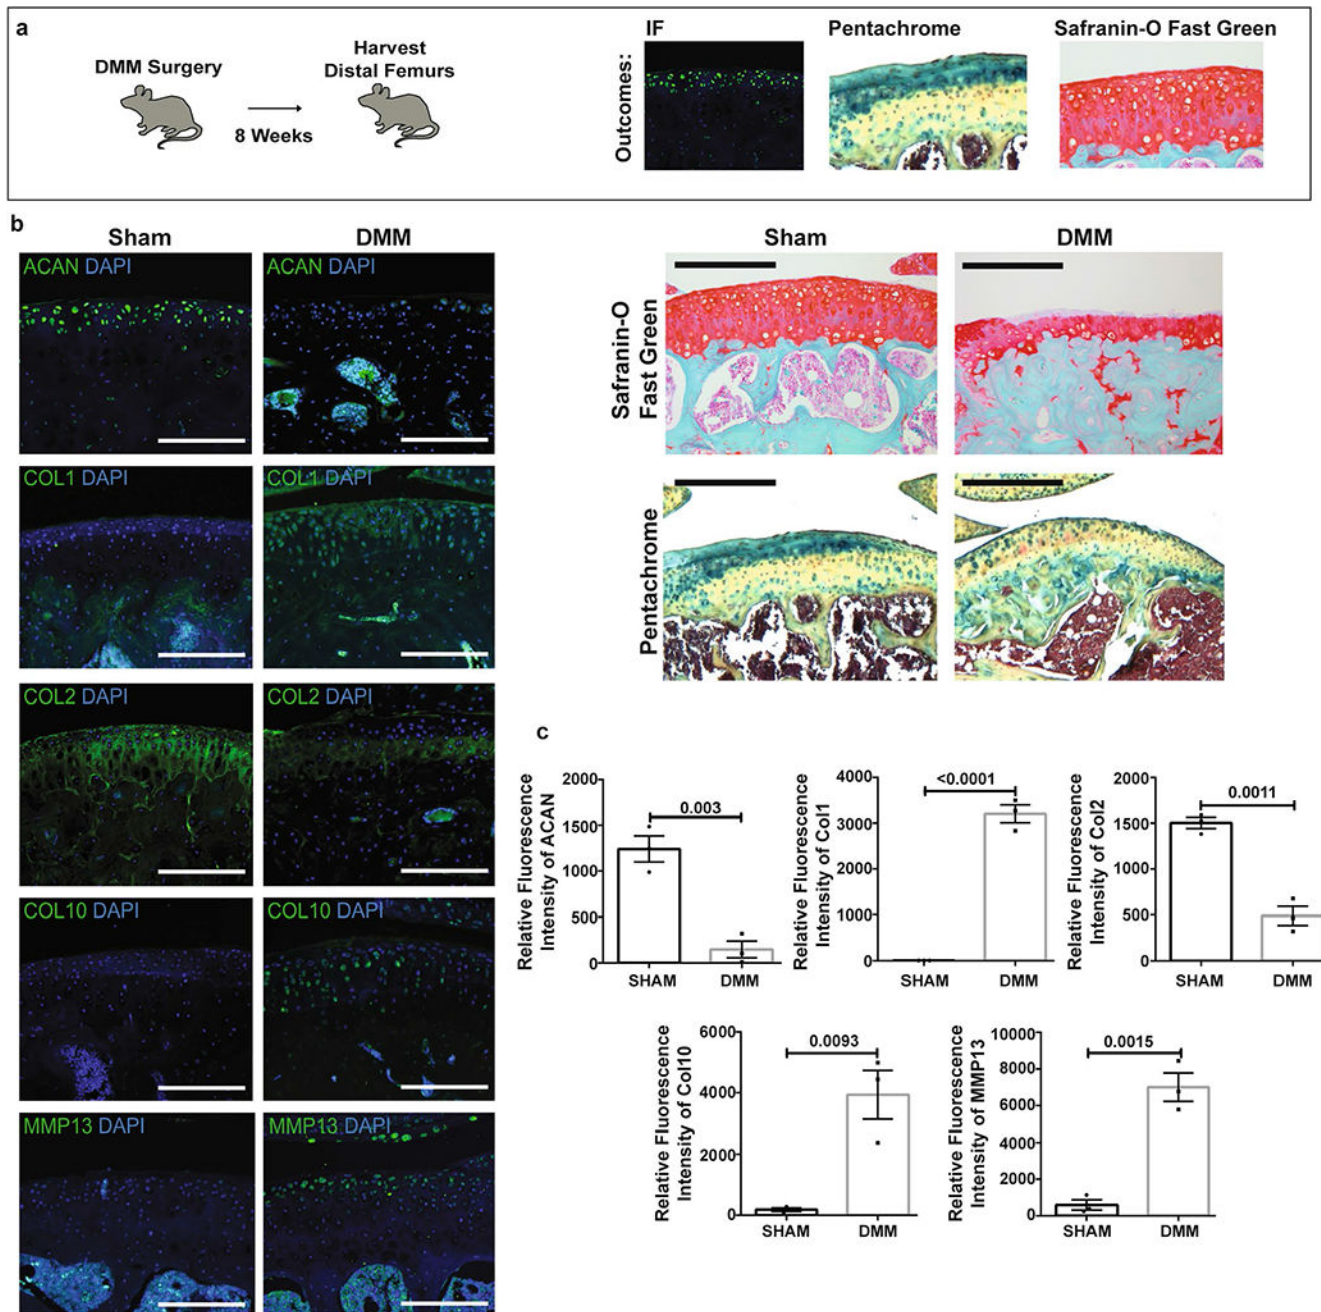 a
DMM Surgery
8 Weeks
Harvest
Distal Femurs
Outcomes:
IF
Pentachrome
Safranin-O Fast Green
b
Sham
DMM
ACAN DAPI
ACAN DAPI
COL1 DAPI
COL1 DAPI
COL2 DAPI
COL2 DAPI
COL10 DAPI
COL10 DAPI
MMP13 DAPI
MMP13 DAPI
Sham
DMM
Safranin-O
Fast Green
Pentachrome
c
Relative Fluorescence
Intensity of ACAN
2000
1500
1000
500
0
0.003
SHAM
DMM
Relative Fluorescence
Intensity of Col1
4000
3000
2000
1000
0
<0.0001
SHAM
DMM
Relative Fluorescence
Intensity of Col2
2000
1500
1000
500
0
0.0011
SHAM
DMM
Relative Fluorescence
Intensity of Col10
6000
4000
2000
0
0.0093
SHAM
DMM
Relative Fluorescence
Intensity of MMP13
10000
8000
6000
4000
2000
0
0.0015
SHAM
DMM